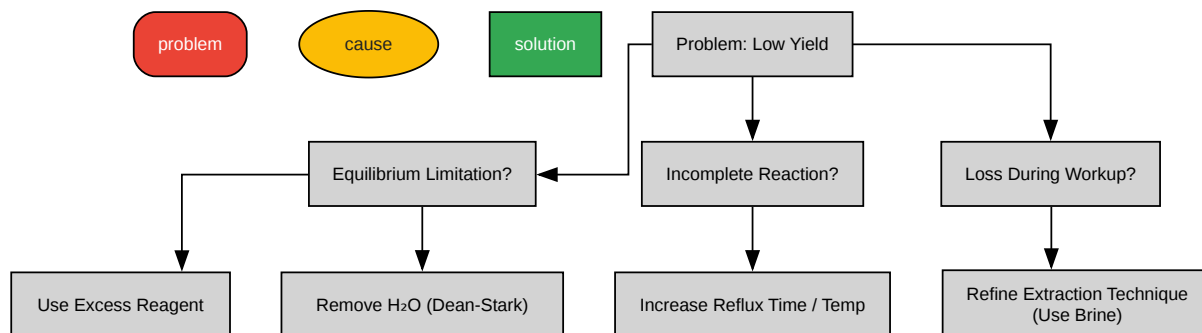 problem
cause
solution
Problem: Low Yield
Equilibrium Limitation?
Incomplete Reaction?
Loss During Workup?
Use Excess Reagent
Remove H₂O (Dean-Stark)
Increase Reflux Time / Temp
Refine Extraction Technique
(Use Brine)